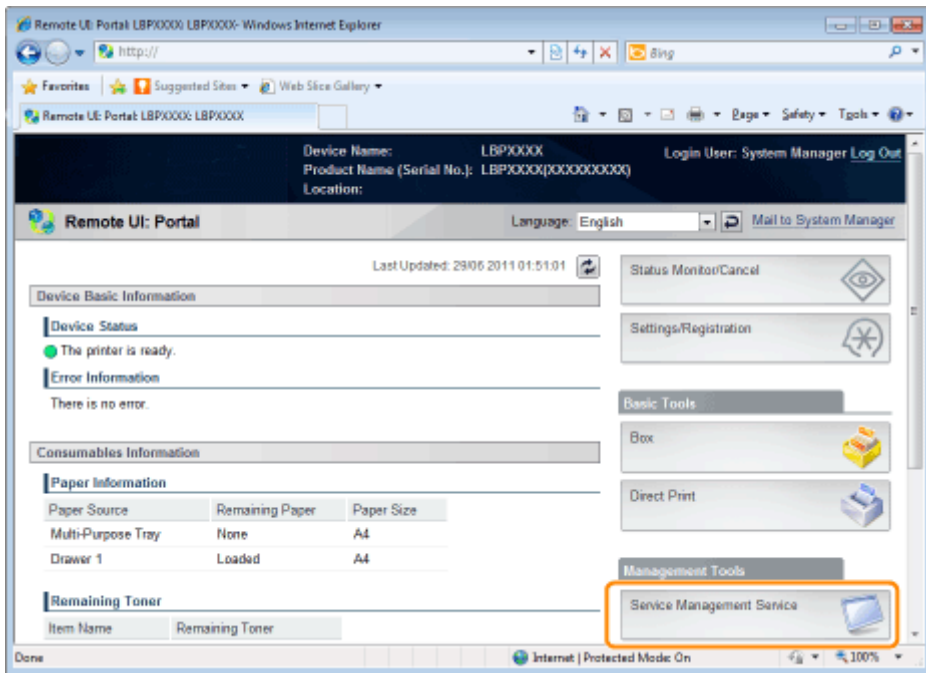 Remote UI: Portal: LBPXXXX: LBPXXXX - Windows Internet Explorer
http://
Bing
Favorites Suggested Sites Web Slice Gallery
Remote UI: Portal: LBPXXXX: LBPXXXX
Page Safety Tools
Device Name: LBPXXXX
Login User: System Manager Log Out
Product Name (Serial No.): LBPXXXX(XXXXXXXXXX)
Location:
Remote UI: Portal
Language: English
Mail to System Manager
Last Updated: 29/06 2011 01:51:01
Status Monitor/Cancel
Device Basic Information
Device Status
The printer is ready.
Settings/Registration
Error Information
There is no error.
Basic Tools
Box
Consumables Information
Paper Information
Paper Source Remaining Paper Paper Size
Direct Print
Multi-Purpose Tray None A4
Drawer 1 Loaded A4
Management Tools
Remaining Toner
Service Management Service
Item Name Remaining Toner
Done
Internet | Protected Mode: On
100%